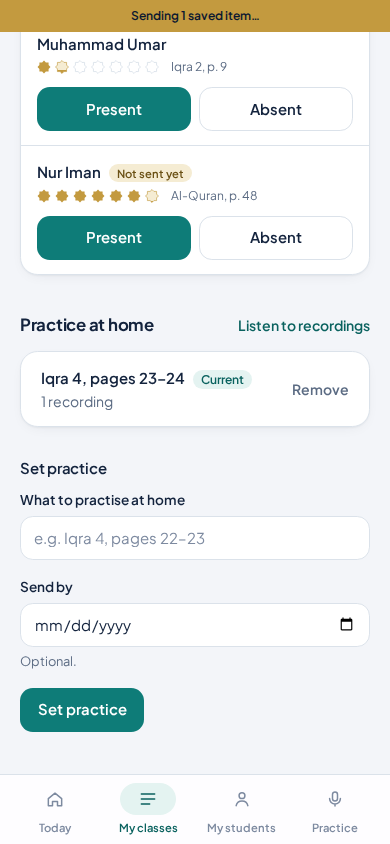 Sending 1 saved item…
Muhammad Umar
Iqra 2, p. 9
Present Absent
Nur Iman Not sent yet
Al-Quran, p. 48
Present Absent
Practice at home Listen to recordings
Iqra 4, pages 23–24 Current
1 recording
Remove
Set practice
What to practise at home
e.g. Iqra 4, pages 22–23
Send by
mm/dd/yyyy
Optional.
Set practice
Today My classes My students Practice